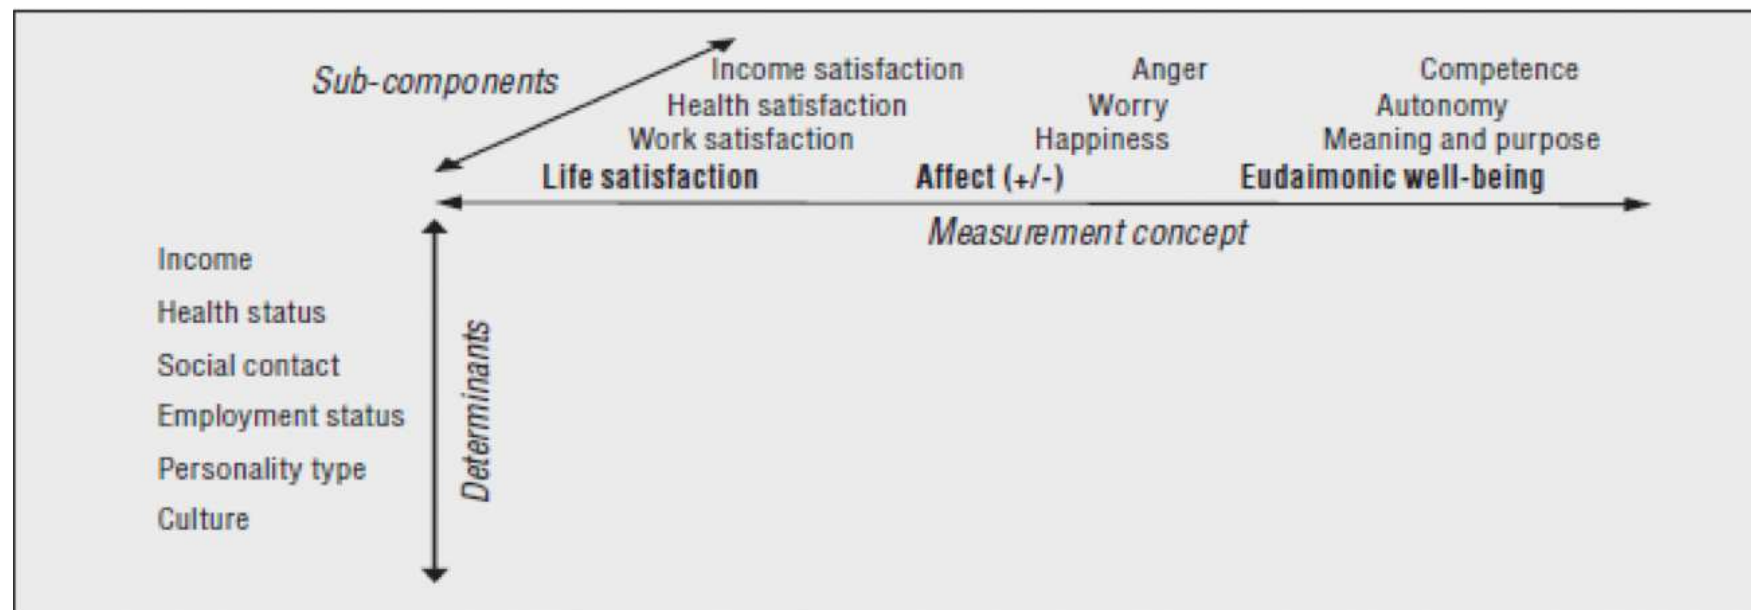 Sub-components
Income satisfaction Anger Competence
Health satisfaction Worry Autonomy
Work satisfaction Happiness Meaning and purpose
Life satisfaction Affect (+/-) Eudaimonic well-being
Measurement concept
Income
Health status
Social contact
Employment status
Personality type
Culture
Determinants